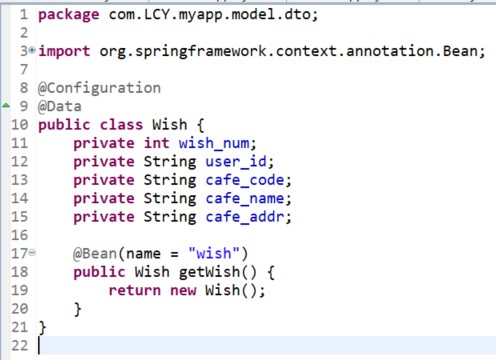 1 package com.LCY.myapp.model.dto;
2
3 import org.springframework.context.annotation.Bean;
7
8 @Configuration
9 @Data
10 public class Wish {
11     private int wish_num;
12     private String user_id;
13     private String cafe_code;
14     private String cafe_name;
15     private String cafe_addr;
16
17     @Bean(name = "wish")
18     public Wish getWish() {
19         return new Wish();
20     }
21 }
22